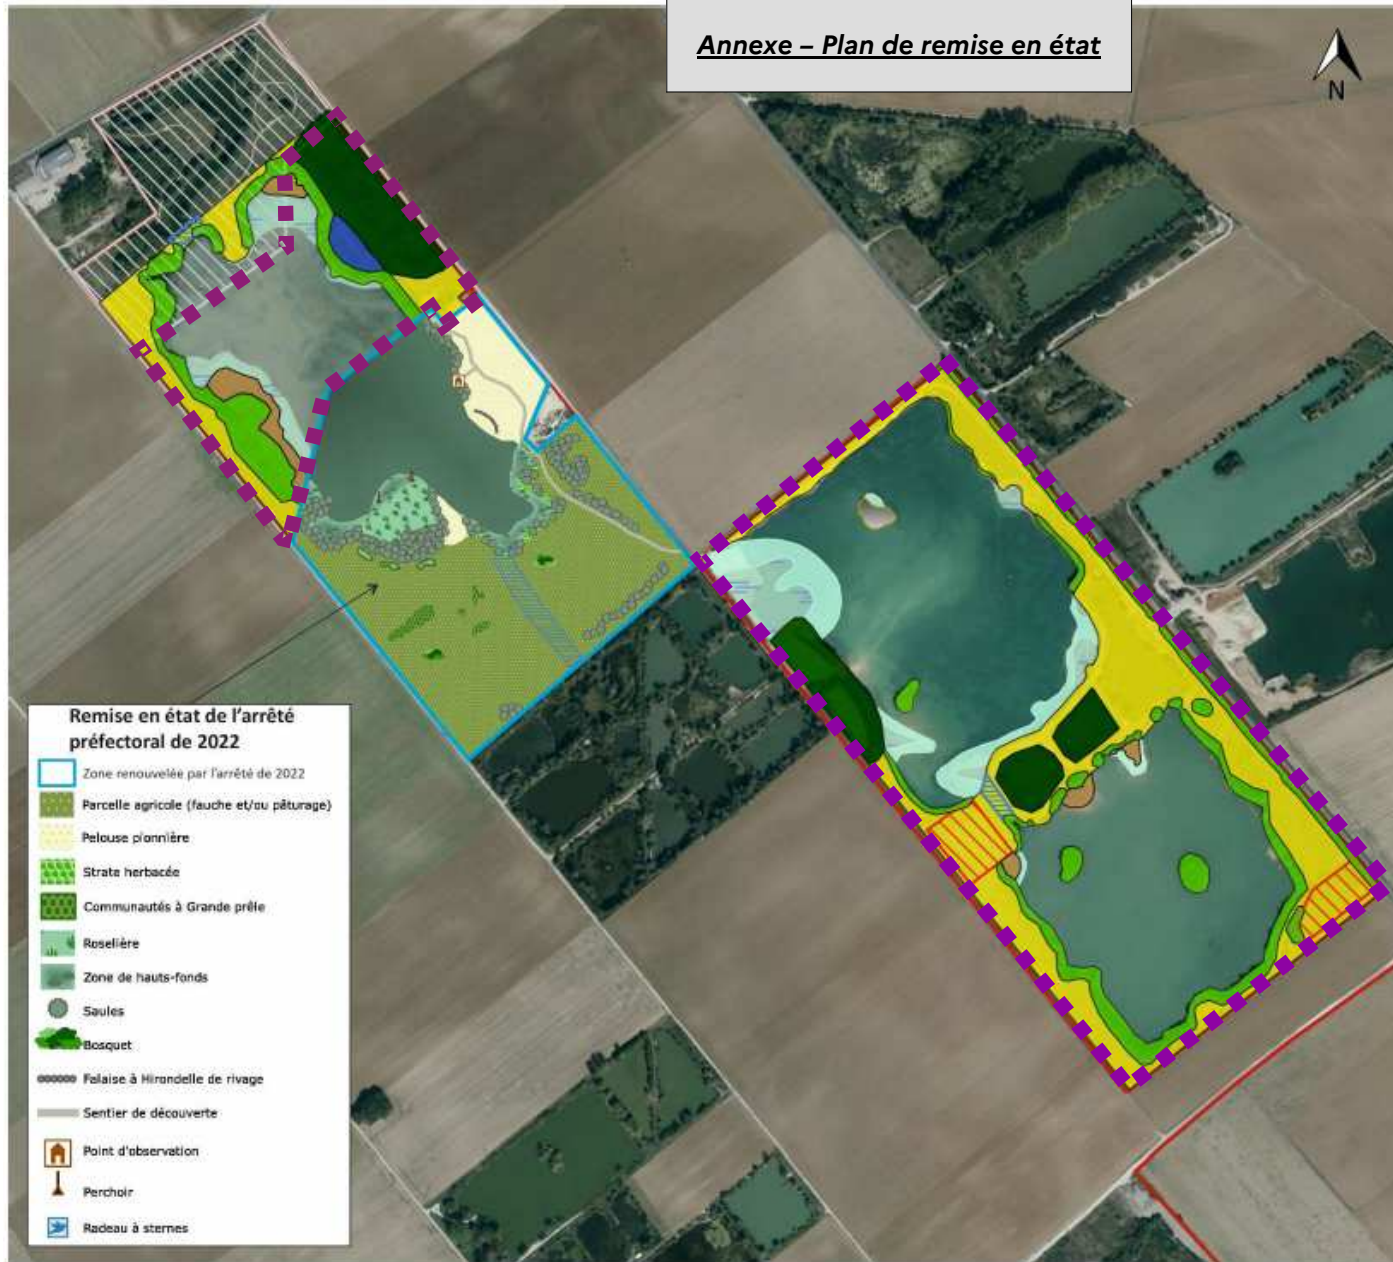 Annexe – Plan de remise en état
N
Remise en état de l'arrêté
préfectoral de 2022
Zone renouvelée par l'arrêté de 2022
Parcelle agricole (fauche et/ou pâturage)
Pelouse pionnière
Strate herbacée
Communautés à Grande prêle
Roselière
Zone de hauts-fonds
Saules
Bosquet
Falaise à Hirondelle de rivage
Sentier de découverte
Point d'observation
Perchoir
Radeau à sternes